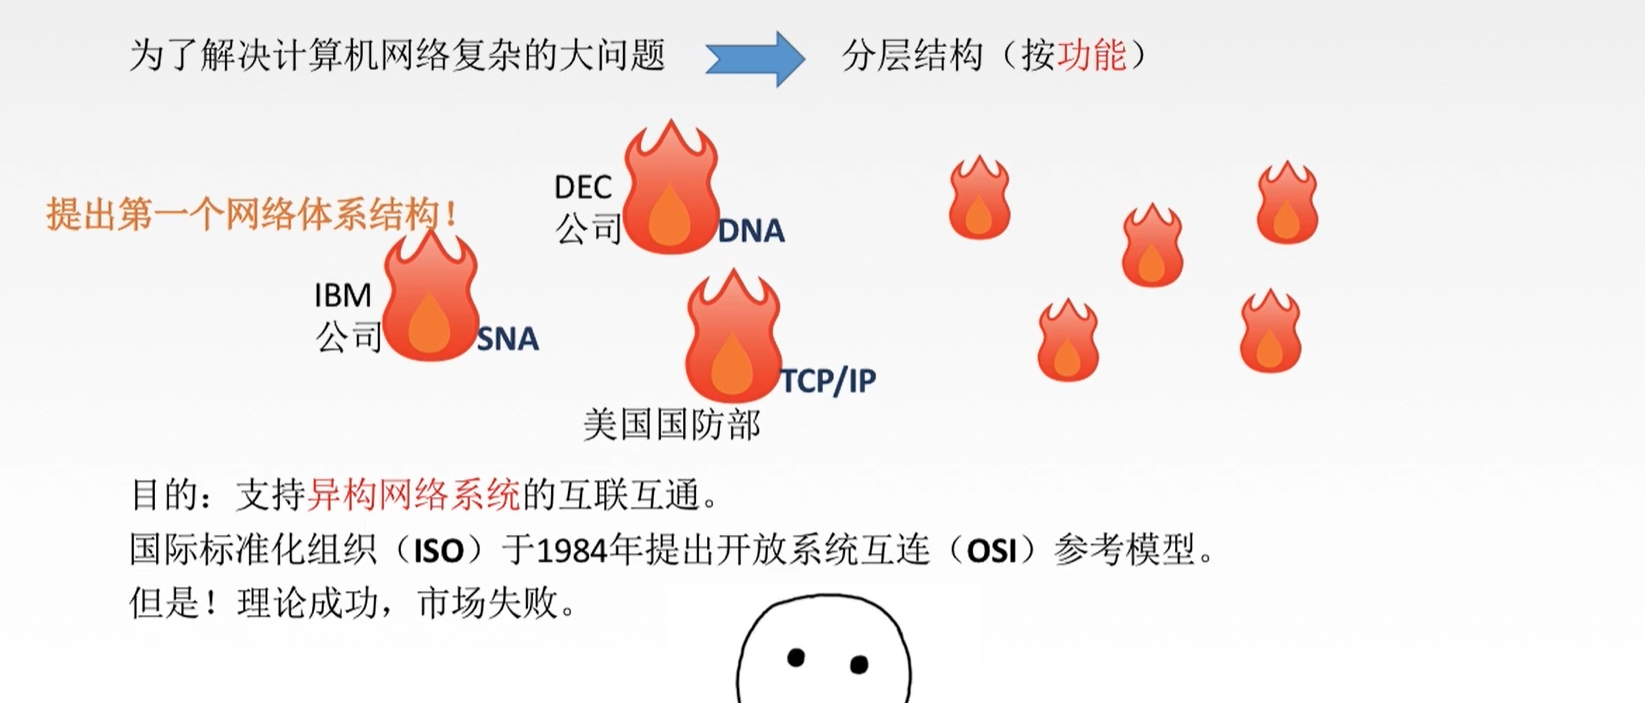 为了解决计算机网络复杂的大问题 分层结构（按功能）
提出第一个网络体系结构！
DEC
公司
DNA
IBM
公司
SNA
TCP/IP
美国国防部
目的：支持异构网络系统的互联互通。
国际标准化组织（ISO）于1984年提出开放系统互连（OSI）参考模型。
但是！理论成功，市场失败。